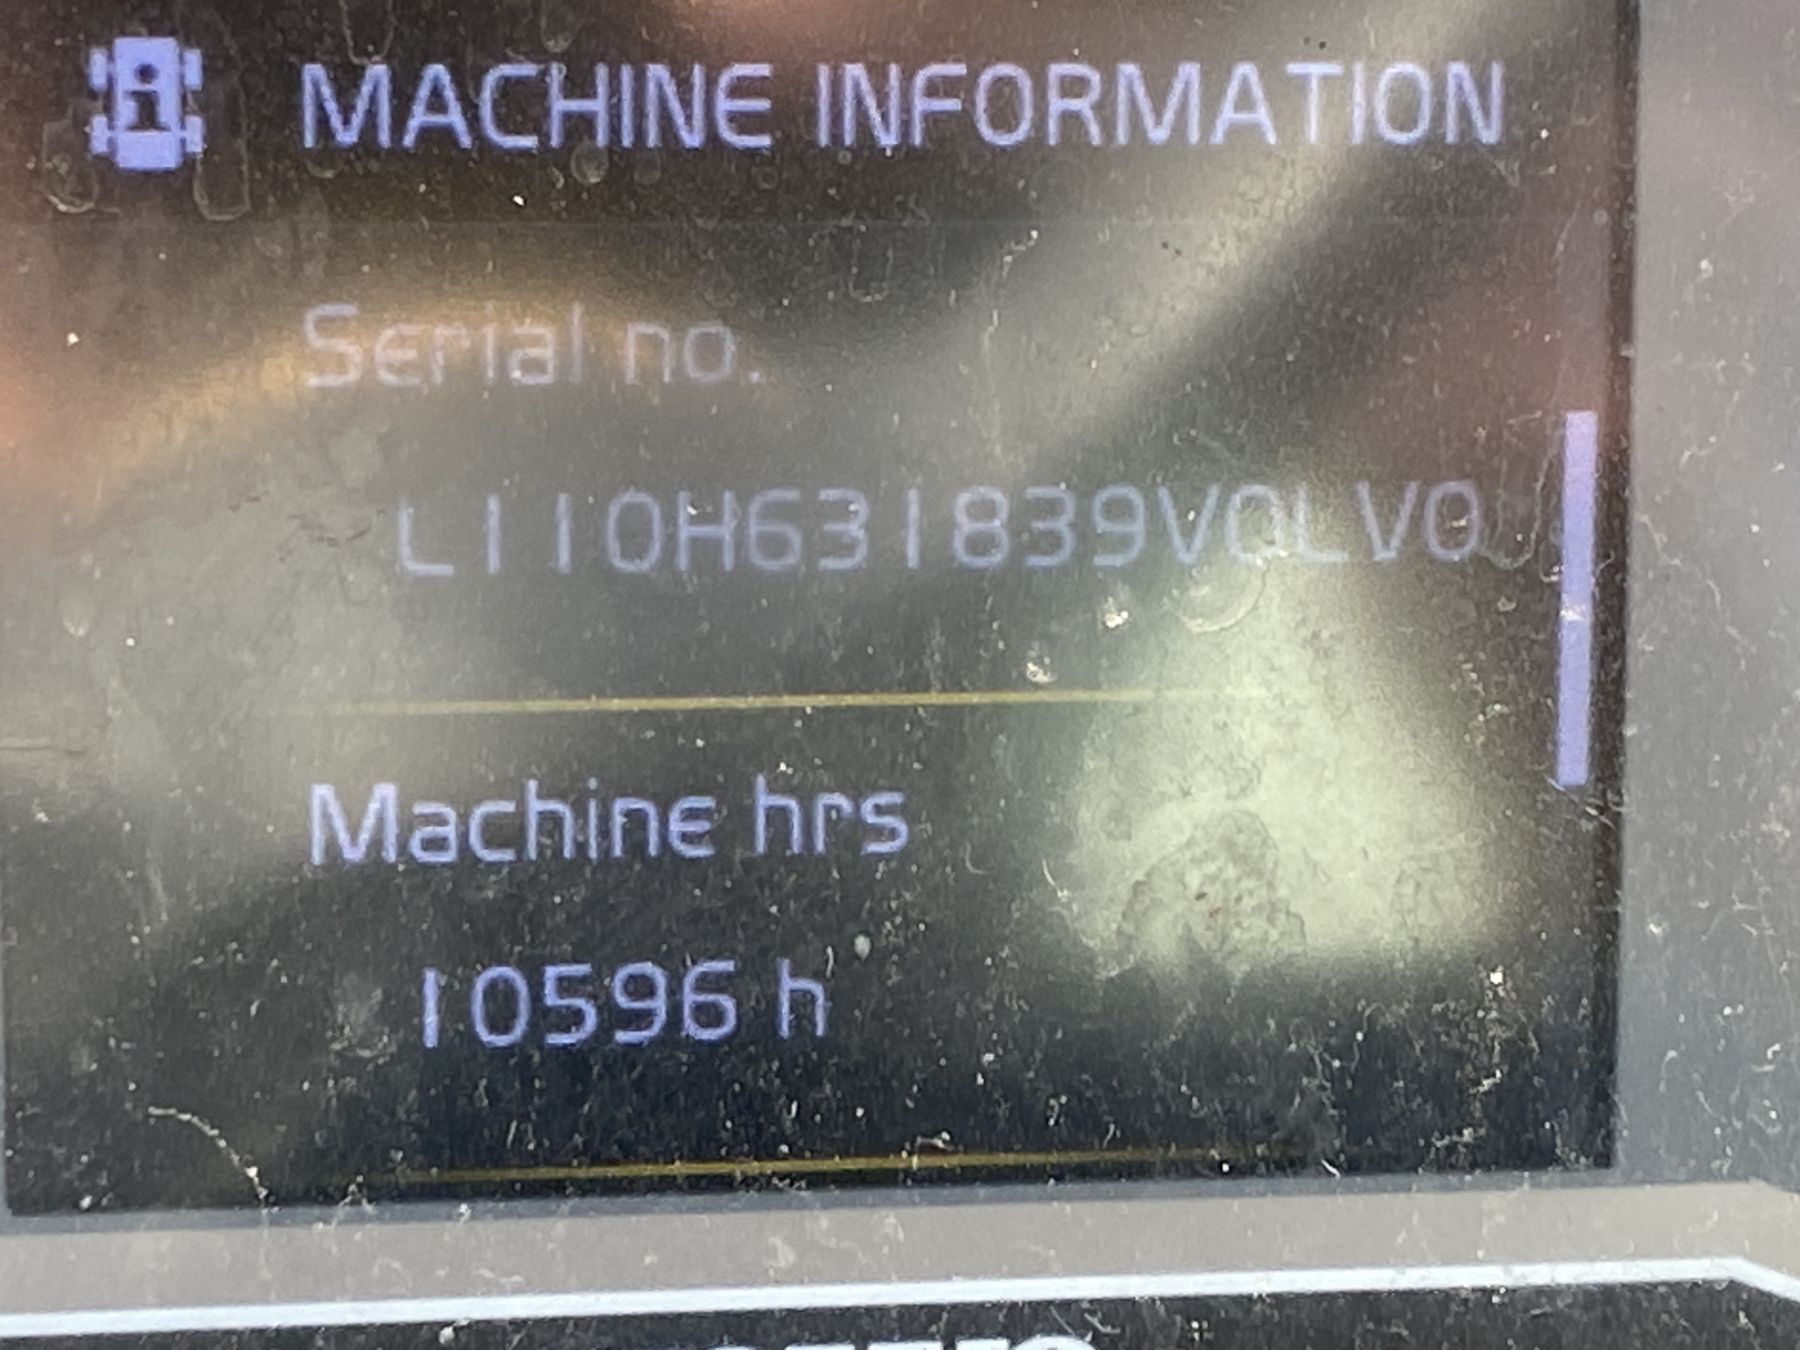 MACHINE INFORMATION
Serial no.
L110H631839VOLVO
Machine hrs
10596 h